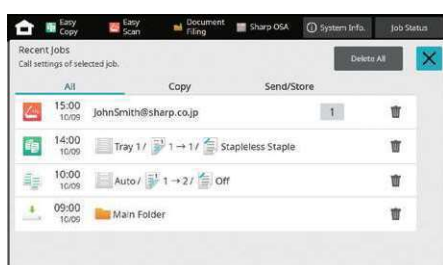 Easy Copy
Easy Scan
Document Filing
Sharp OSA
System Info.
Job Status
Recent Jobs
Call settings of selected job.
Delete All
All
Copy
Send/Store
15:00
10/09
JohnSmith@sharp.co.jp
1
14:00
10/09
Tray 1 / 1 → 1 / Stapleless Staple
10:00
10/09
Auto / 1 → 2 / Off
09:00
10/09
Main Folder